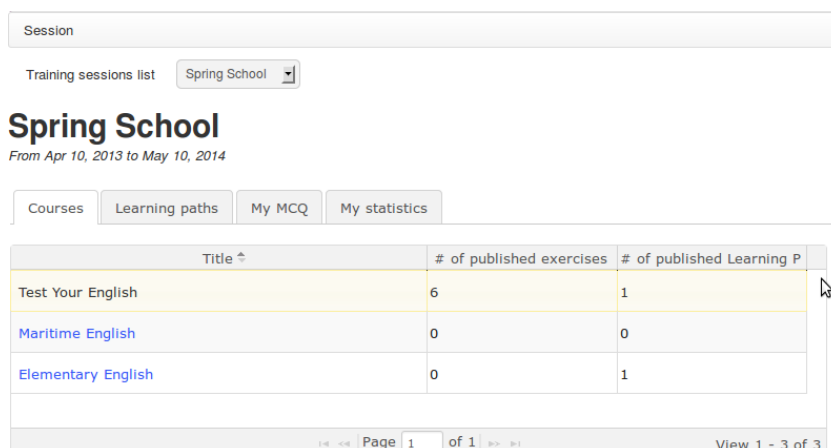 Session
Training sessions list Spring School
Spring School
From Apr 10, 2013 to May 10, 2014
Courses Learning paths My MCQ My statistics
Title # of published exercises # of published Learning P
Test Your English 6 1
Maritime English 0 0
Elementary English 0 1
Page 1 of 1 View 1 - 3 of 3